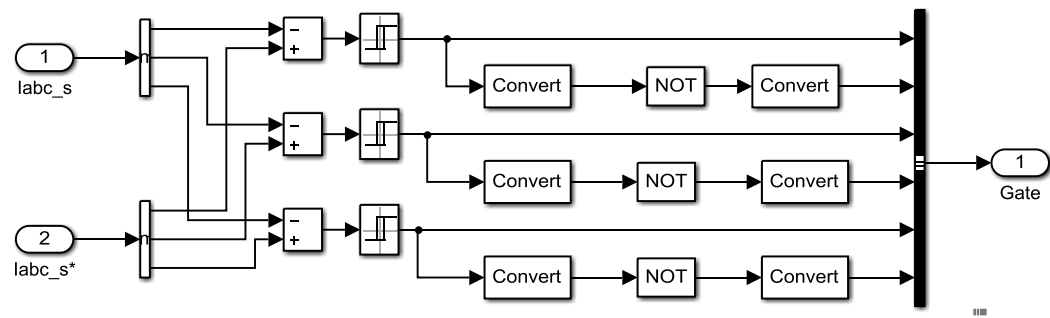 1
Iabc_s
−
+
Convert
NOT
Convert
−
+
1
Gate
Convert
NOT
Convert
2
Iabc_s*
−
+
Convert
NOT
Convert